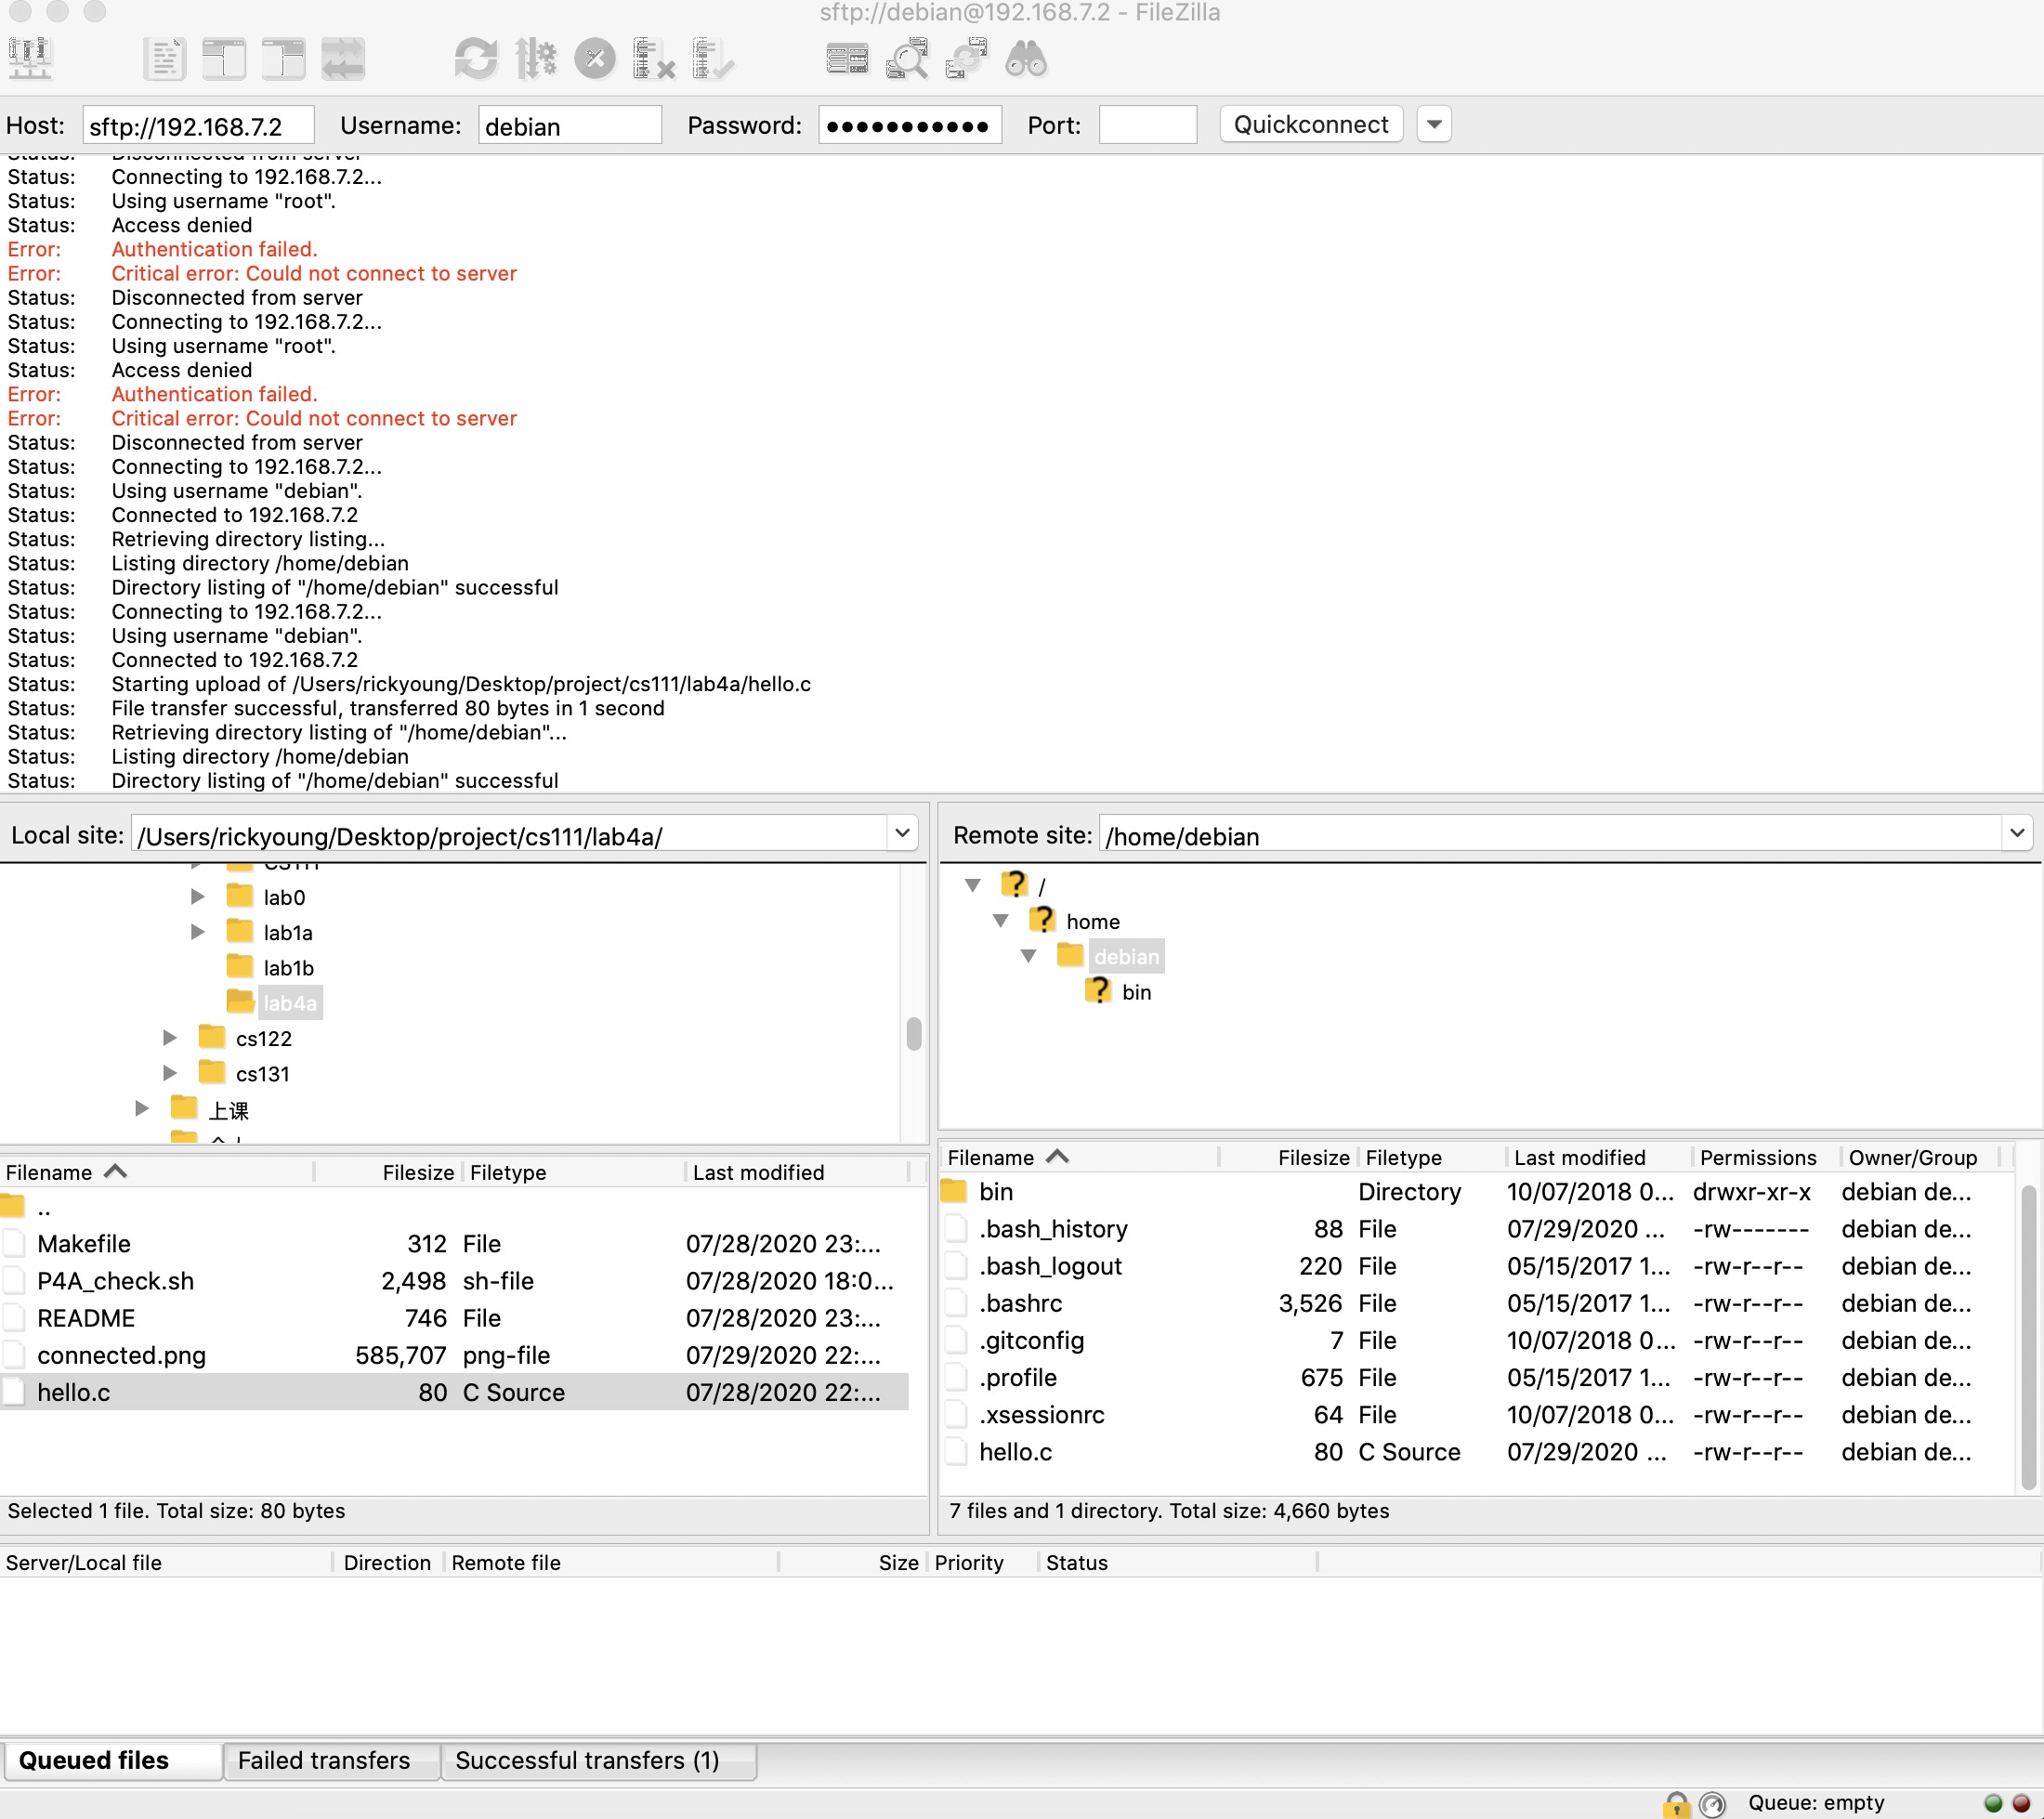 sftp://debian@192.168.7.2 - FileZilla
Host: sftp://192.168.7.2 Username: debian Password: ●●●●●●●●●●● Port: Quickconnect
Status: Disconnected from server
Status: Connecting to 192.168.7.2...
Status: Using username "root".
Status: Access denied
Error: Authentication failed.
Error: Critical error: Could not connect to server
Status: Disconnected from server
Status: Connecting to 192.168.7.2...
Status: Using username "root".
Status: Access denied
Error: Authentication failed.
Error: Critical error: Could not connect to server
Status: Disconnected from server
Status: Connecting to 192.168.7.2...
Status: Using username "debian".
Status: Connected to 192.168.7.2
Status: Retrieving directory listing...
Status: Listing directory /home/debian
Status: Directory listing of "/home/debian" successful
Status: Connecting to 192.168.7.2...
Status: Using username "debian".
Status: Connected to 192.168.7.2
Status: Starting upload of /Users/rickyoung/Desktop/project/cs111/lab4a/hello.c
Status: File transfer successful, transferred 80 bytes in 1 second
Status: Retrieving directory listing of "/home/debian"...
Status: Listing directory /home/debian
Status: Directory listing of "/home/debian" successful
Local site: /Users/rickyoung/Desktop/project/cs111/lab4a/
CS111
lab0
lab1a
lab1b
lab4a
cs122
cs131
上课
Filename Filesize Filetype Last modified
..
Makefile 312 File 07/28/2020 23:...
P4A_check.sh 2,498 sh-file 07/28/2020 18:0...
README 746 File 07/28/2020 23:...
connected.png 585,707 png-file 07/29/2020 22:...
hello.c 80 C Source 07/28/2020 22:...
Selected 1 file. Total size: 80 bytes
Remote site: /home/debian
/
home
debian
bin
Filename Filesize Filetype Last modified Permissions Owner/Group
bin Directory 10/07/2018 0... drwxr-xr-x debian de...
.bash_history 88 File 07/29/2020 ... -rw------- debian de...
.bash_logout 220 File 05/15/2017 1... -rw-r--r-- debian de...
.bashrc 3,526 File 05/15/2017 1... -rw-r--r-- debian de...
.gitconfig 7 File 10/07/2018 0... -rw-r--r-- debian de...
.profile 675 File 05/15/2017 1... -rw-r--r-- debian de...
.xsessionrc 64 File 10/07/2018 0... -rw-r--r-- debian de...
hello.c 80 C Source 07/29/2020 ... -rw-r--r-- debian de...
7 files and 1 directory. Total size: 4,660 bytes
Server/Local file Direction Remote file Size Priority Status
Queued files Failed transfers Successful transfers (1)
Queue: empty